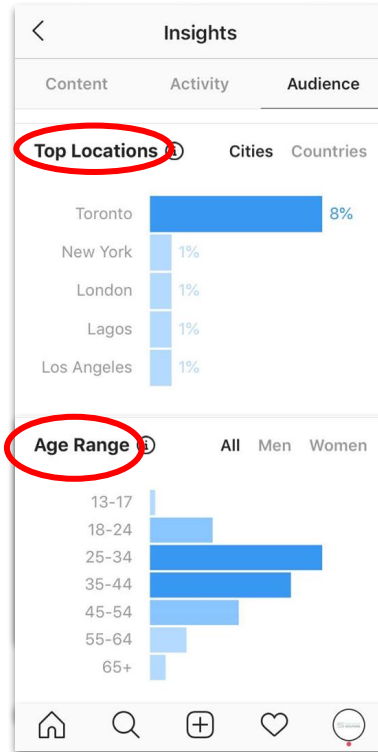 Insights
Content Activity Audience
Top Locations Cities Countries
Toronto 8%
New York 1%
London 1%
Lagos 1%
Los Angeles 1%
Age Range All Men Women
13-17
18-24
25-34
35-44
45-54
55-64
65+